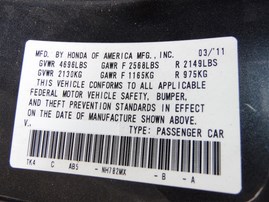 MFD. BY HONDA OF AMERICA MFG., INC. 03/'11
GVWR 4696LBS GAWR F 2568LBS R 2149LBS
GVWR 2130KG GAWR F 1165KG R 975KG
THIS VEHICLE CONFORMS TO ALL APPLICABLE
FEDERAL MOTOR VEHICLE SAFETY, BUMPER,
AND THEFT PREVENTION STANDARDS IN EFFECT
ON THE DATE OF MANUFACTURE SHOWN ABOVE.
V..
TYPE: PASSENGER CAR
TK4 C AB5 - NH782MX - B - A